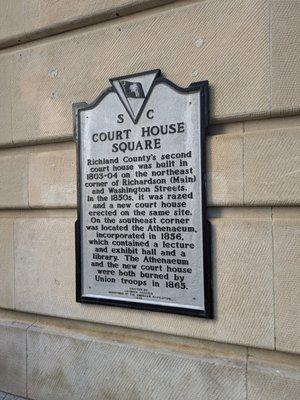 S C
COURT HOUSE
SQUARE
Richland County's second
court house was built in
1803-04 on the northeast
corner of Richardson (Main)
and Washington Streets.
In the 1850s, it was razed
and a new court house
erected on the same site.
On the southeast corner
was located the Athenaeum,
incorporated in 1856,
which contained a lecture
and exhibit hall and a
library. The Athenaeum
and the new court house
were both burned by
Union troops in 1865.